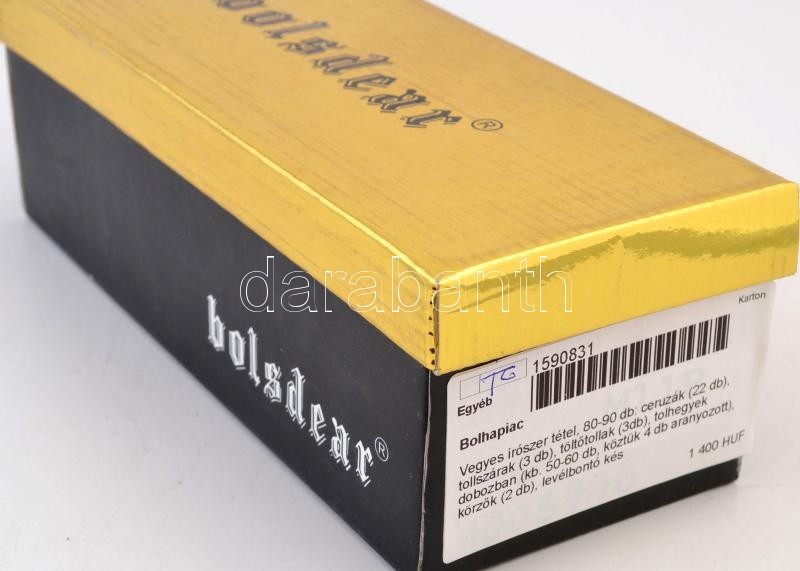 bolsdear®
bolsdear®
darabanth
Karton
TG
1590831
Egyéb
Bolhapiac
Vegyes írószer tétel, 80-90 db: ceruzák (22 db),
tollszárak (3 db), töltőtollak (3db), tolhegyek
dobozban (kb. 50-60 db, köztük 4 db aranyozott),
körzők (2 db), levélbontó kés
1 400 HUF